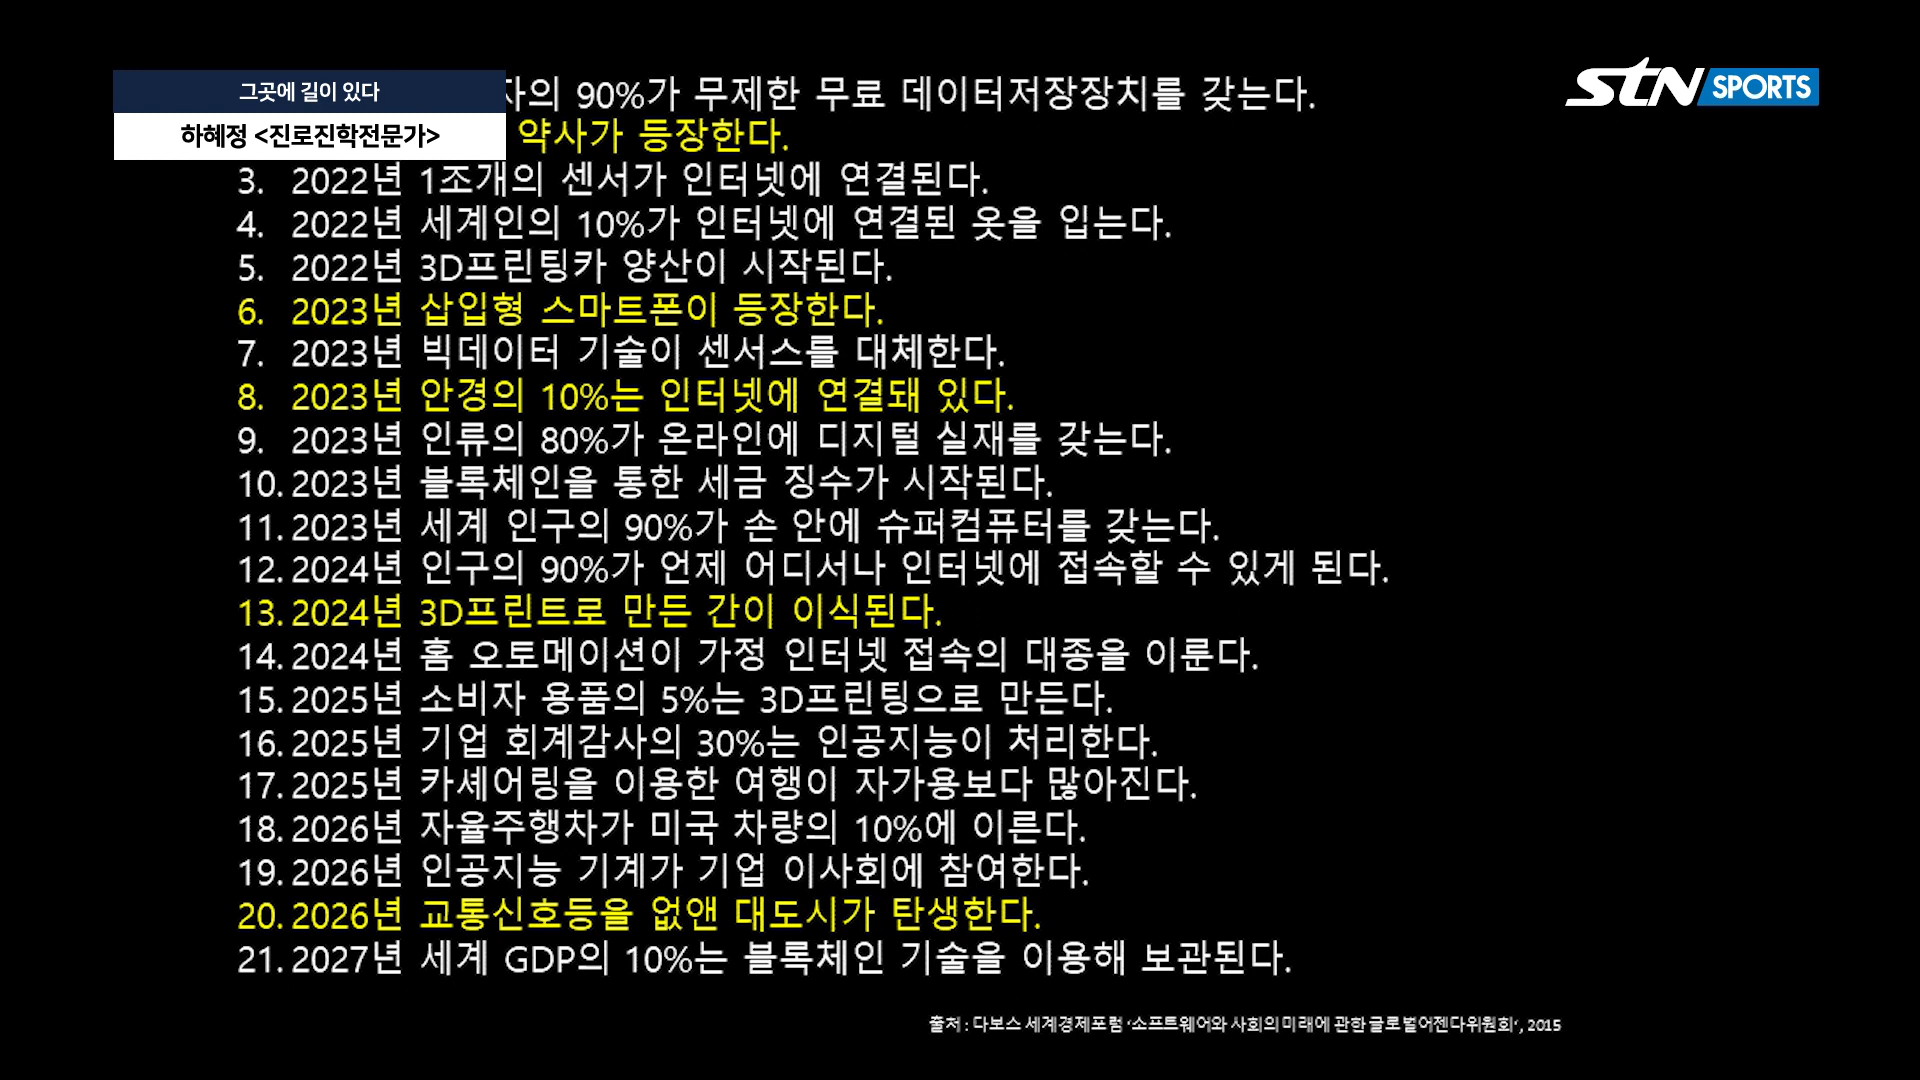 그곳에 길이 있다
하혜정 <진로진학전문가>
STN SPORTS
의 90%가 무제한 무료 데이터저장장치를 갖는다.
약사가 등장한다.
3. 2022년 1조개의 센서가 인터넷에 연결된다.
4. 2022년 세계인의 10%가 인터넷에 연결된 옷을 입는다.
5. 2022년 3D프린팅카 양산이 시작된다.
6. 2023년 삽입형 스마트폰이 등장한다.
7. 2023년 빅데이터 기술이 센서스를 대체한다.
8. 2023년 안경의 10%는 인터넷에 연결돼 있다.
9. 2023년 인류의 80%가 온라인에 디지털 실재를 갖는다.
10. 2023년 블록체인을 통한 세금 징수가 시작된다.
11. 2023년 세계 인구의 90%가 손 안에 슈퍼컴퓨터를 갖는다.
12. 2024년 인구의 90%가 언제 어디서나 인터넷에 접속할 수 있게 된다.
13. 2024년 3D프린트로 만든 간이 이식된다.
14. 2024년 홈 오토메이션이 가정 인터넷 접속의 대종을 이룬다.
15. 2025년 소비자 용품의 5%는 3D프린팅으로 만든다.
16. 2025년 기업 회계감사의 30%는 인공지능이 처리한다.
17. 2025년 카셰어링을 이용한 여행이 자가용보다 많아진다.
18. 2026년 자율주행차가 미국 차량의 10%에 이른다.
19. 2026년 인공지능 기계가 기업 이사회에 참여한다.
20. 2026년 교통신호등을 없앤 대도시가 탄생한다.
21. 2027년 세계 GDP의 10%는 블록체인 기술을 이용해 보관된다.
출처 : 다보스 세계경제포럼 '소프트웨어와 사회의 미래에 관한 글로벌어젠다위원회', 2015